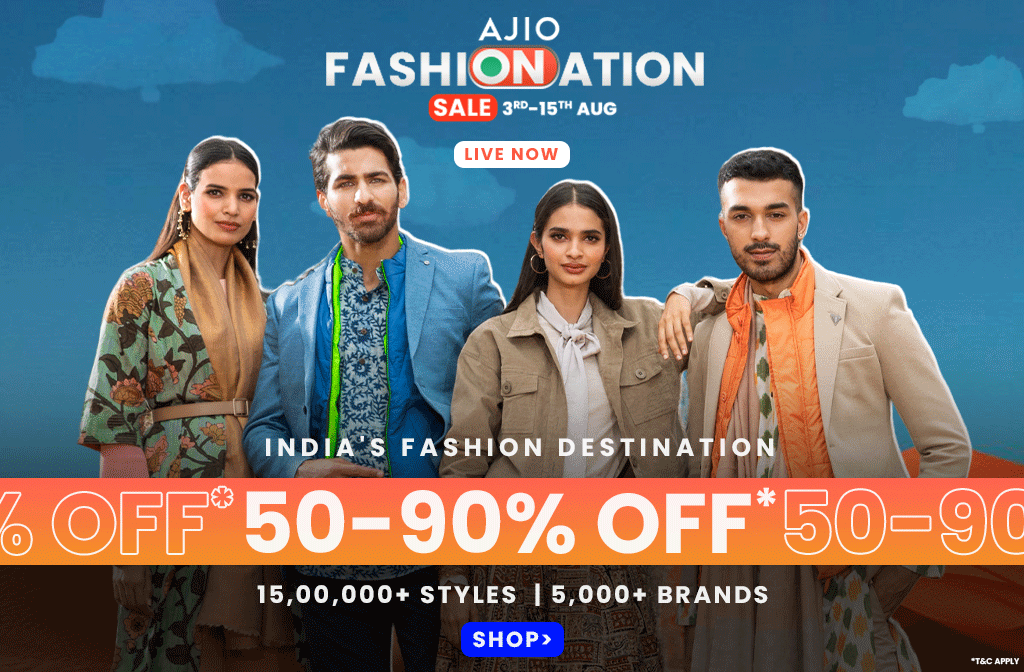 AJIO
FASHIONATION
SALE 3RD-15TH AUG
LIVE NOW
INDIA'S FASHION DESTINATION
% OFF* 50-90% OFF* 50-90
15,00,000+ STYLES | 5,000+ BRANDS
SHOP>
*T&C APPLY